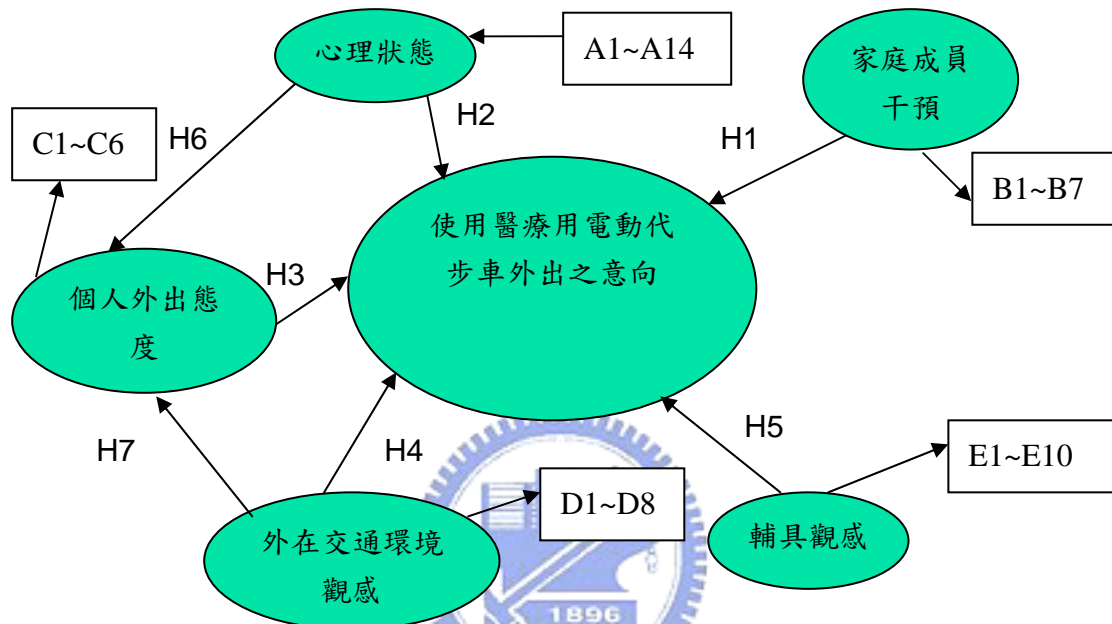 心理狀態
A1~A14
家庭成員
干預
C1~C6
H6
H2
H1
B1~B7
使用醫療用電動代
步車外出之意向
H3
個人外出態
度
H7
H4
H5
E1~E10
D1~D8
外在交通環境
觀感
輔具觀感
1896